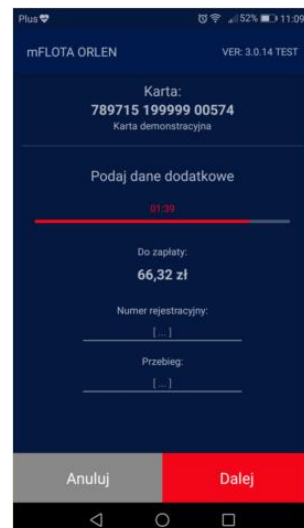 Plus 52% 11:09
mFLOTA ORLEN VER: 3.0.14 TEST
Karta:
789715 199999 00574
Karta demonstracyjna
Podaj dane dodatkowe
01:39
Do zapłaty:
66,32 zł
Numer rejestracyjny:
[ ... ]
Przebieg:
[ ... ]
Anuluj Dalej